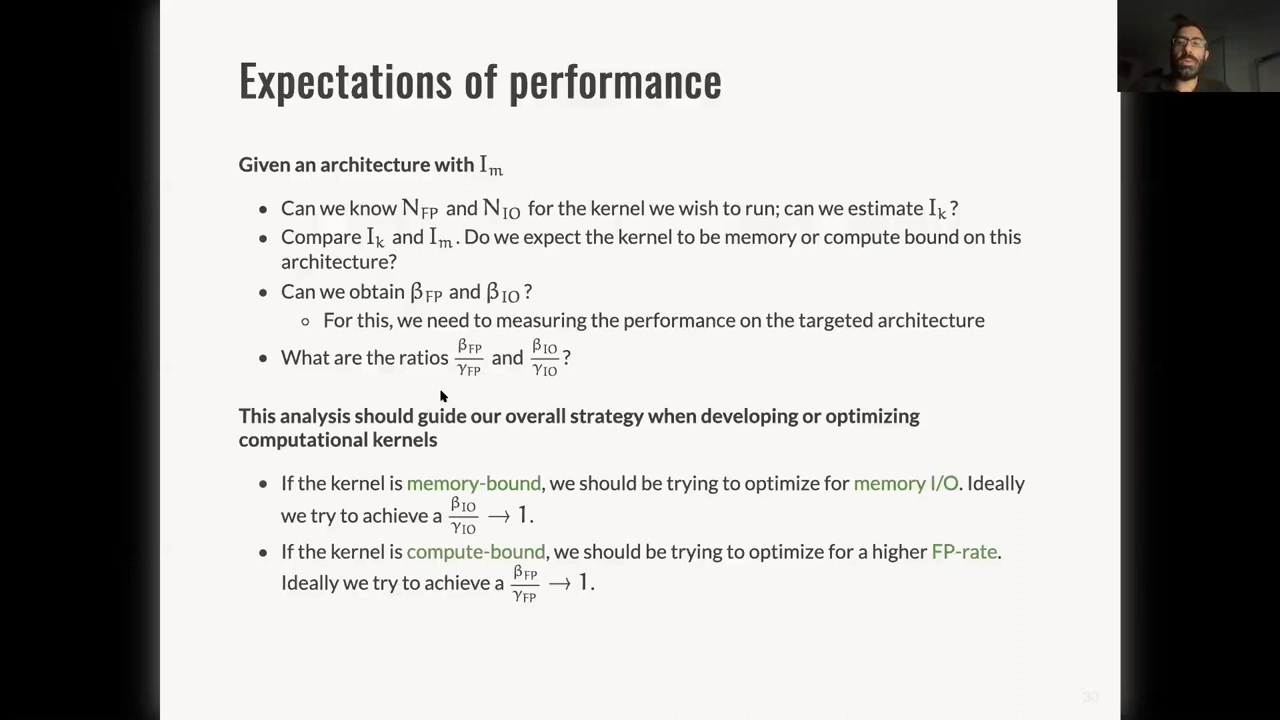 Expectations of performance
Given an architecture with Iₘ
• Can we know N_FP and N_IO for the kernel we wish to run; can we estimate Iₖ?
• Compare Iₖ and Iₘ. Do we expect the kernel to be memory or compute bound on this
architecture?
• Can we obtain β_FP and β_IO?
○ For this, we need to measuring the performance on the targeted architecture
• What are the ratios β_FP/γ_FP and β_IO/γ_IO?
This analysis should guide our overall strategy when developing or optimizing
computational kernels
• If the kernel is memory-bound, we should be trying to optimize for memory I/O. Ideally
we try to achieve a β_IO/γ_IO → 1.
• If the kernel is compute-bound, we should be trying to optimize for a higher FP-rate.
Ideally we try to achieve a β_FP/γ_FP → 1.
30